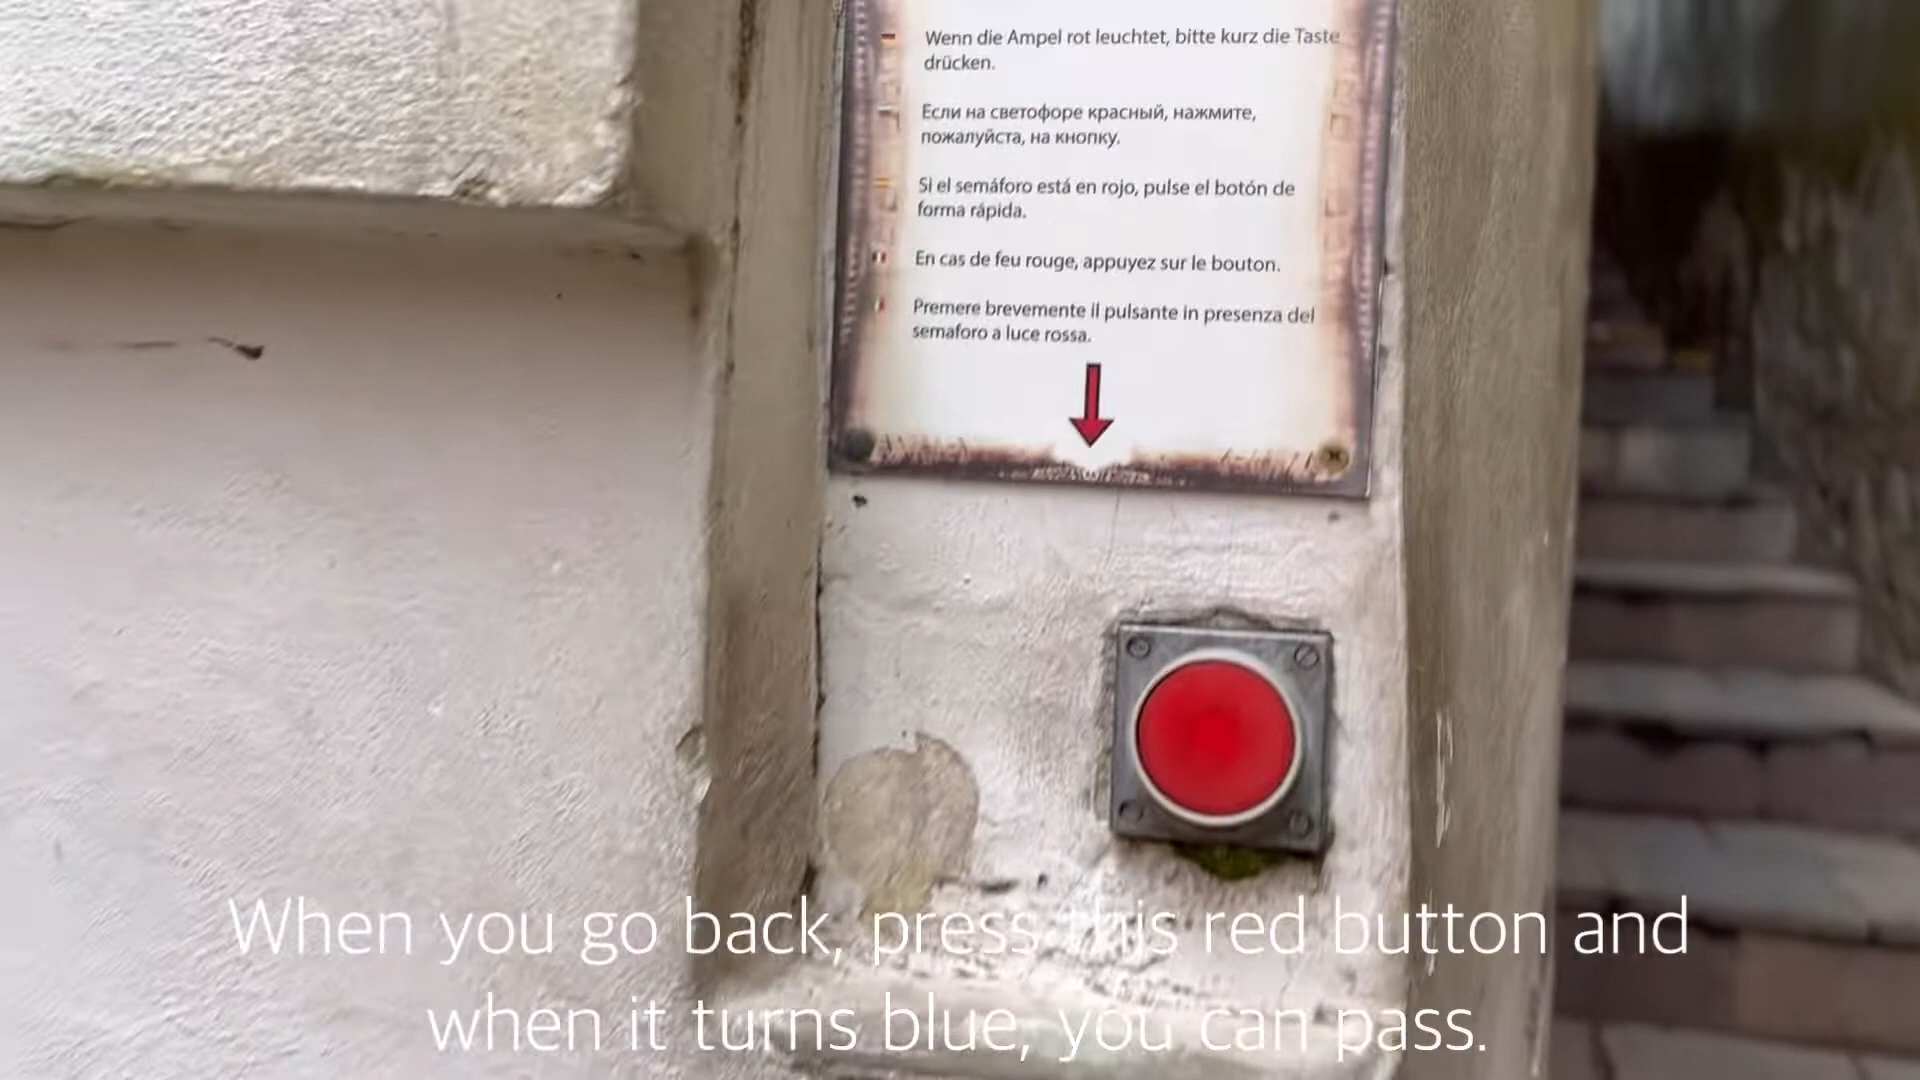 Wenn die Ampel rot leuchtet, bitte kurz die Taste
drücken.
Если на светофоре красный, нажмите,
пожалуйста, на кнопку.
Si el semáforo está en rojo, pulse el botón de
forma rápida.
En cas de feu rouge, appuyez sur le bouton.
Premere brevemente il pulsante in presenza del
semaforo a luce rossa.
When you go back, press this red button and
when it turns blue, you can pass.